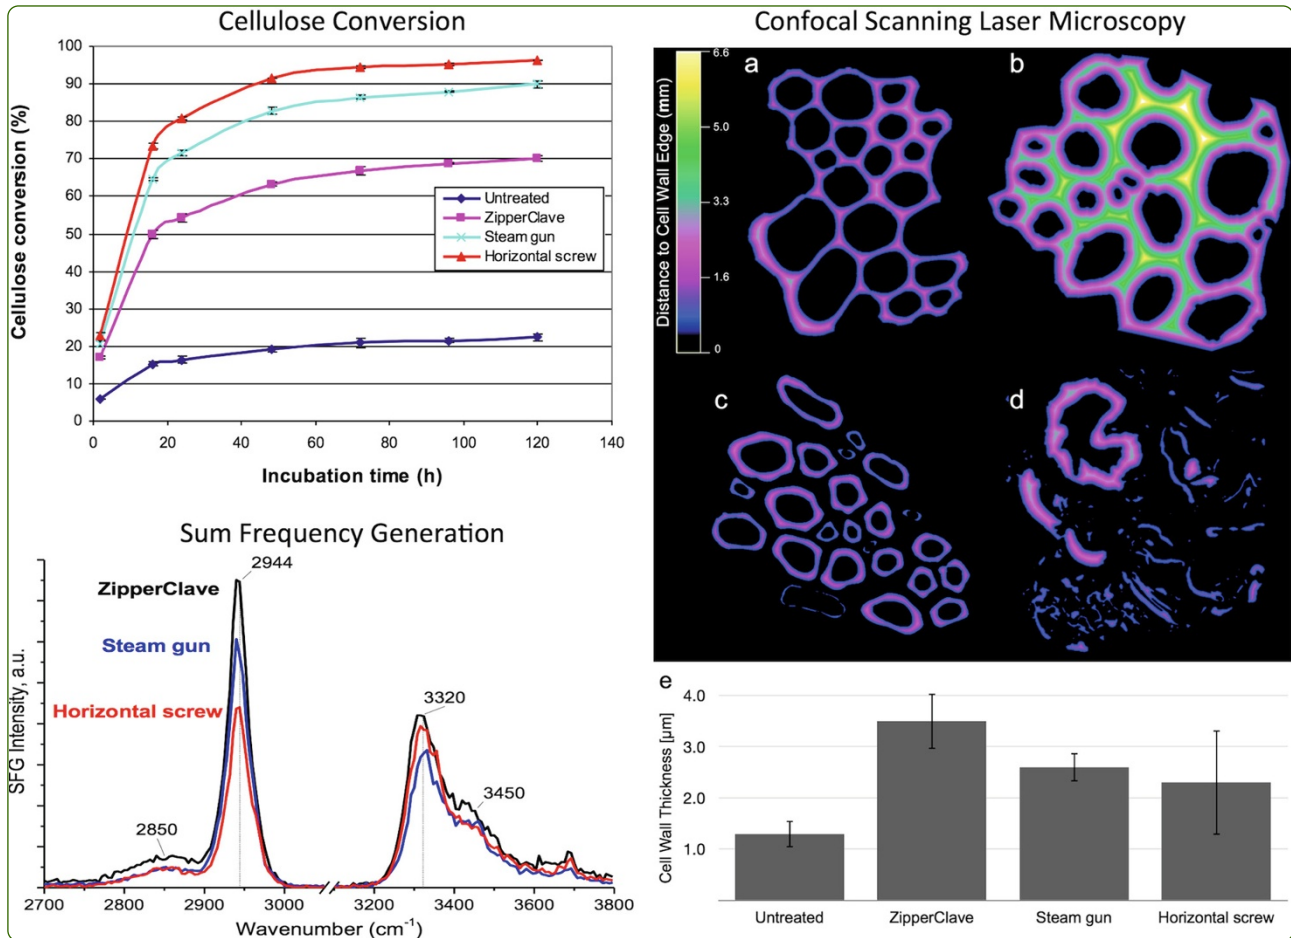 Cellulose Conversion
Cellulose conversion (%)
100
90
80
70
60
50
40
30
20
10
0
0 20 40 60 80 100 120 140
Incubation time (h)
Untreated
ZipperClave
Steam gun
Horizontal screw
Sum Frequency Generation
SFG Intensity, a.u.
ZipperClave
Steam gun
Horizontal screw
2944
2850
3320
3450
2700 2800 2900 3000 3200 3400 3600 3800
Wavenumber (cm⁻¹)
Confocal Scanning Laser Microscopy
Distance to Cell Wall Edge (mm)
6.6
5.0
3.3
1.6
0
a
b
c
d
e
Cell Wall Thickness [µm]
4.0
3.0
2.0
1.0
Untreated ZipperClave Steam gun Horizontal screw